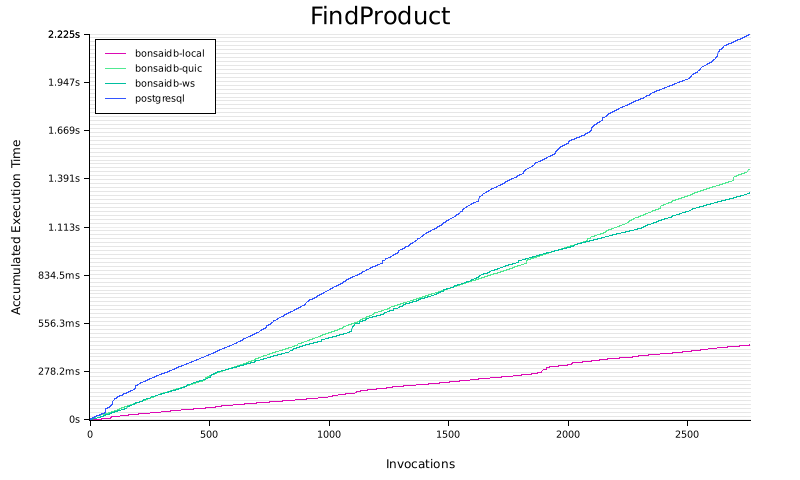 FindProduct
bonsaidb-local
bonsaidb-quic
bonsaidb-ws
postgresql
Accumulated Execution Time
2.225s
1.947s
1.669s
1.391s
1.113s
834.5ms
556.3ms
278.2ms
0s
0 500 1000 1500 2000 2500
Invocations